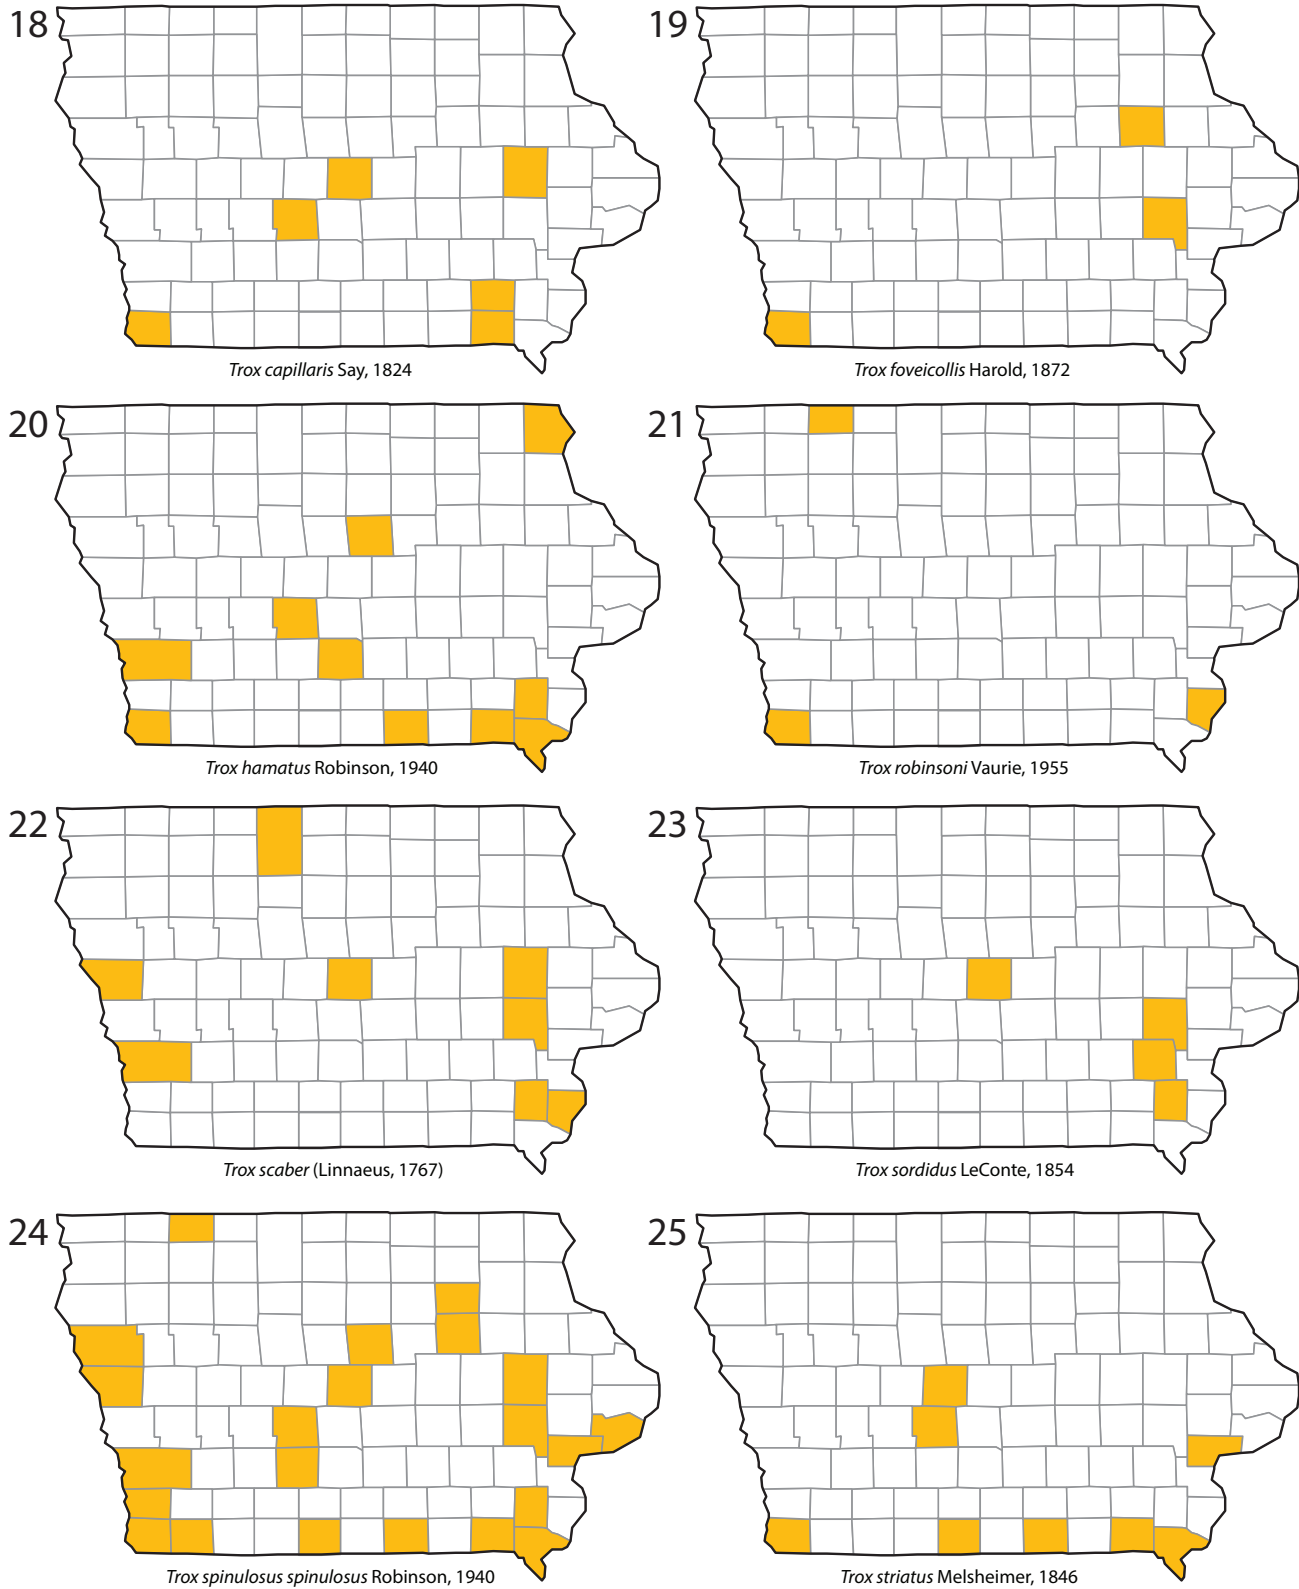 18
19
Trox capillaris Say, 1824
Trox foveicollis Harold, 1872
20
21
Trox hamatus Robinson, 1940
Trox robinsoni Vaurie, 1955
22
23
Trox scaber (Linnaeus, 1767)
Trox sordidus LeConte, 1854
24
25
Trox spinulosus spinulosus Robinson, 1940
Trox striatus Melsheimer, 1846